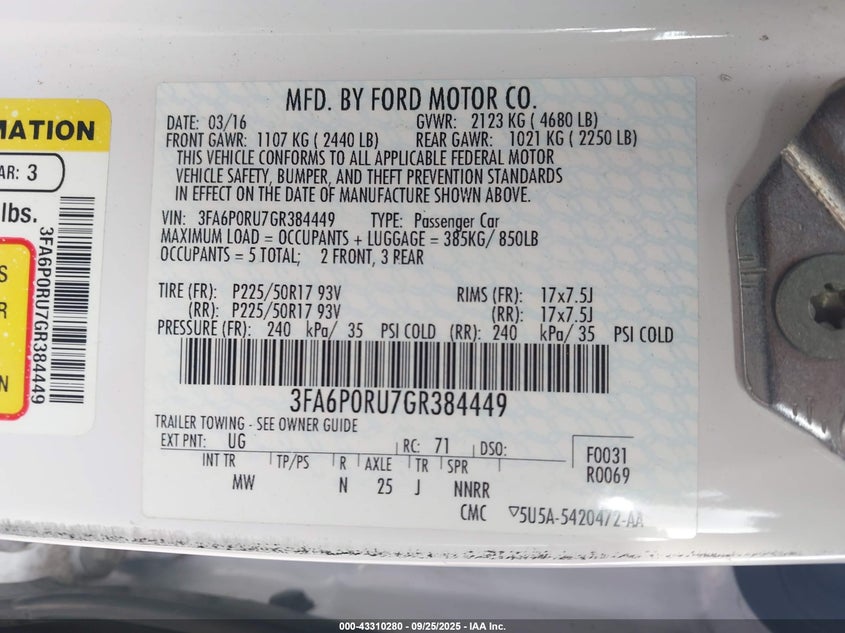 MATION
AR: 3
lbs.
S
R
N
3FA6P0RU7GR384449
MFD. BY FORD MOTOR CO.
DATE: 03/16 GVWR: 2123 KG ( 4680 LB)
FRONT GAWR: 1107 KG ( 2440 LB) REAR GAWR: 1021 KG ( 2250 LB)
THIS VEHICLE CONFORMS TO ALL APPLICABLE FEDERAL MOTOR
VEHICLE SAFETY, BUMPER, AND THEFT PREVENTION STANDARDS
IN EFFECT ON THE DATE OF MANUFACTURE SHOWN ABOVE.
VIN: 3FA6P0RU7GR384449 TYPE: Passenger Car
MAXIMUM LOAD = OCCUPANTS + LUGGAGE = 385KG/ 850LB
OCCUPANTS = 5 TOTAL; 2 FRONT, 3 REAR
TIRE (FR): P225/50R17 93V RIMS (FR): 17x7.5J
(RR): P225/50R17 93V (RR): 17x7.5J
PRESSURE (FR): 240 kPa/ 35 PSI COLD (RR): 240 kPa/ 35 PSI COLD
3FA6P0RU7GR384449
TRAILER TOWING - SEE OWNER GUIDE
EXT PNT: UG RC: 71 DSO: F0031
INT TR TP/PS R AXLE TR SPR R0069
MW N 25 J NNRR
CMC ▽5U5A-5420472-AA
000-43310280 - 09/25/2025 - IAA Inc.